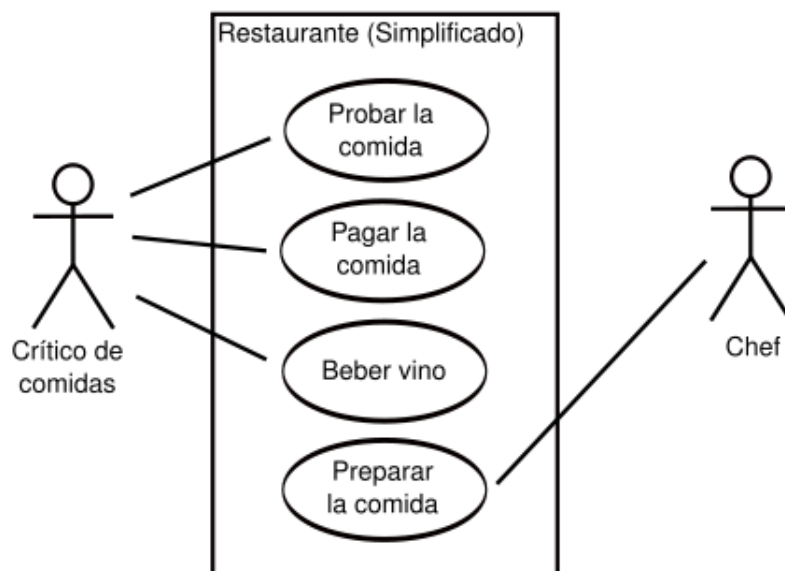 Restaurante (Simplificado)
Probar la
comida
Pagar la
comida
Beber vino
Preparar
la comida
Crítico de
comidas
Chef